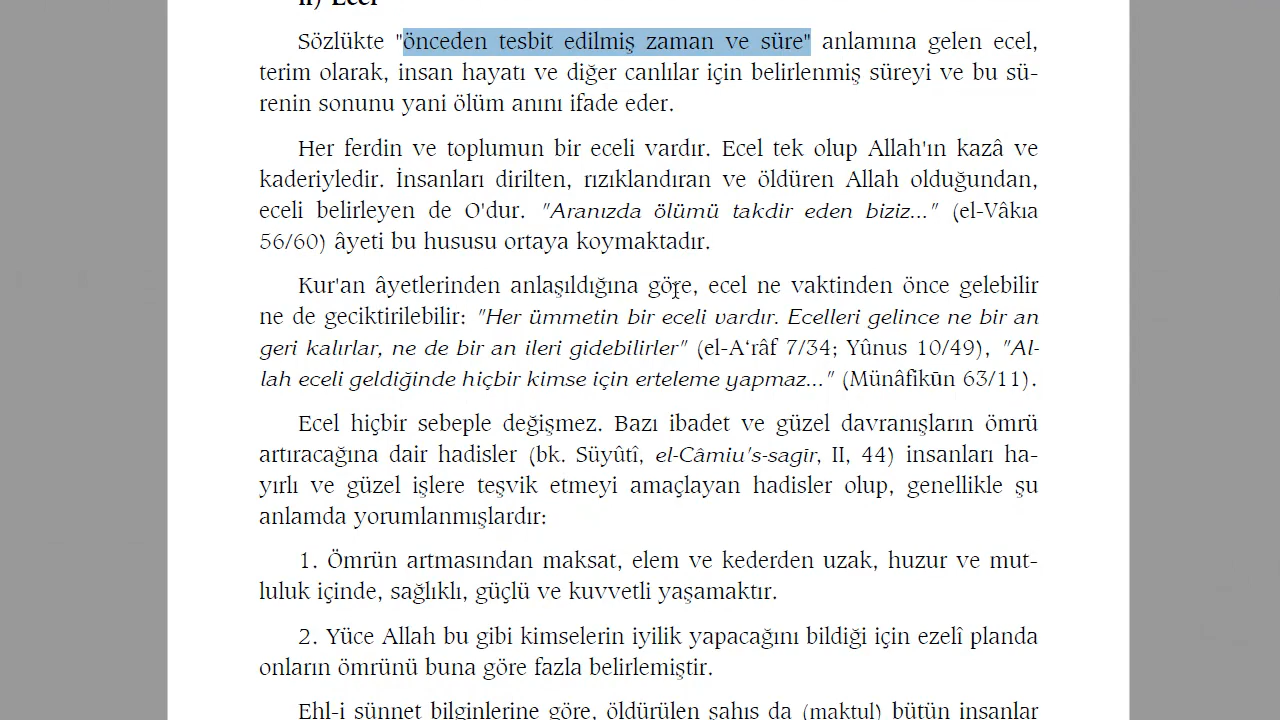 II) Ecel
Sözlükte "önceden tesbit edilmiş zaman ve süre" anlamına gelen ecel,
terim olarak, insan hayatı ve diğer canlılar için belirlenmiş süreyi ve bu sü-
renin sonunu yani ölüm anını ifade eder.
Her ferdin ve toplumun bir eceli vardır. Ecel tek olup Allah'ın kazâ ve
kaderiyledir. İnsanları dirilten, rızıklandıran ve öldüren Allah olduğundan,
eceli belirleyen de O'dur. "Aranızda ölümü takdir eden biziz..." (el-Vâkıa
56/60) âyeti bu hususu ortaya koymaktadır.
Kur'an âyetlerinden anlaşıldığına göre, ecel ne vaktinden önce gelebilir
ne de geciktirilebilir: "Her ümmetin bir eceli vardır. Ecelleri gelince ne bir an
geri kalırlar, ne de bir an ileri gidebilirler" (el-A‘râf 7/34; Yûnus 10/49), "Al-
lah eceli geldiğinde hiçbir kimse için erteleme yapmaz..." (Münâfikūn 63/11).
Ecel hiçbir sebeple değişmez. Bazı ibadet ve güzel davranışların ömrü
artıracağına dair hadisler (bk. Süyûtî, el-Câmiu's-sagīr, II, 44) insanları ha-
yırlı ve güzel işlere teşvik etmeyi amaçlayan hadisler olup, genellikle şu
anlamda yorumlanmışlardır:
1. Ömrün artmasından maksat, elem ve kederden uzak, huzur ve mut-
luluk içinde, sağlıklı, güçlü ve kuvvetli yaşamaktır.
2. Yüce Allah bu gibi kimselerin iyilik yapacağını bildiği için ezelî planda
onların ömrünü buna göre fazla belirlemiştir.
Ehl-i sünnet bilginlerine göre, öldürülen şahıs da (maktul) bütün insanlar